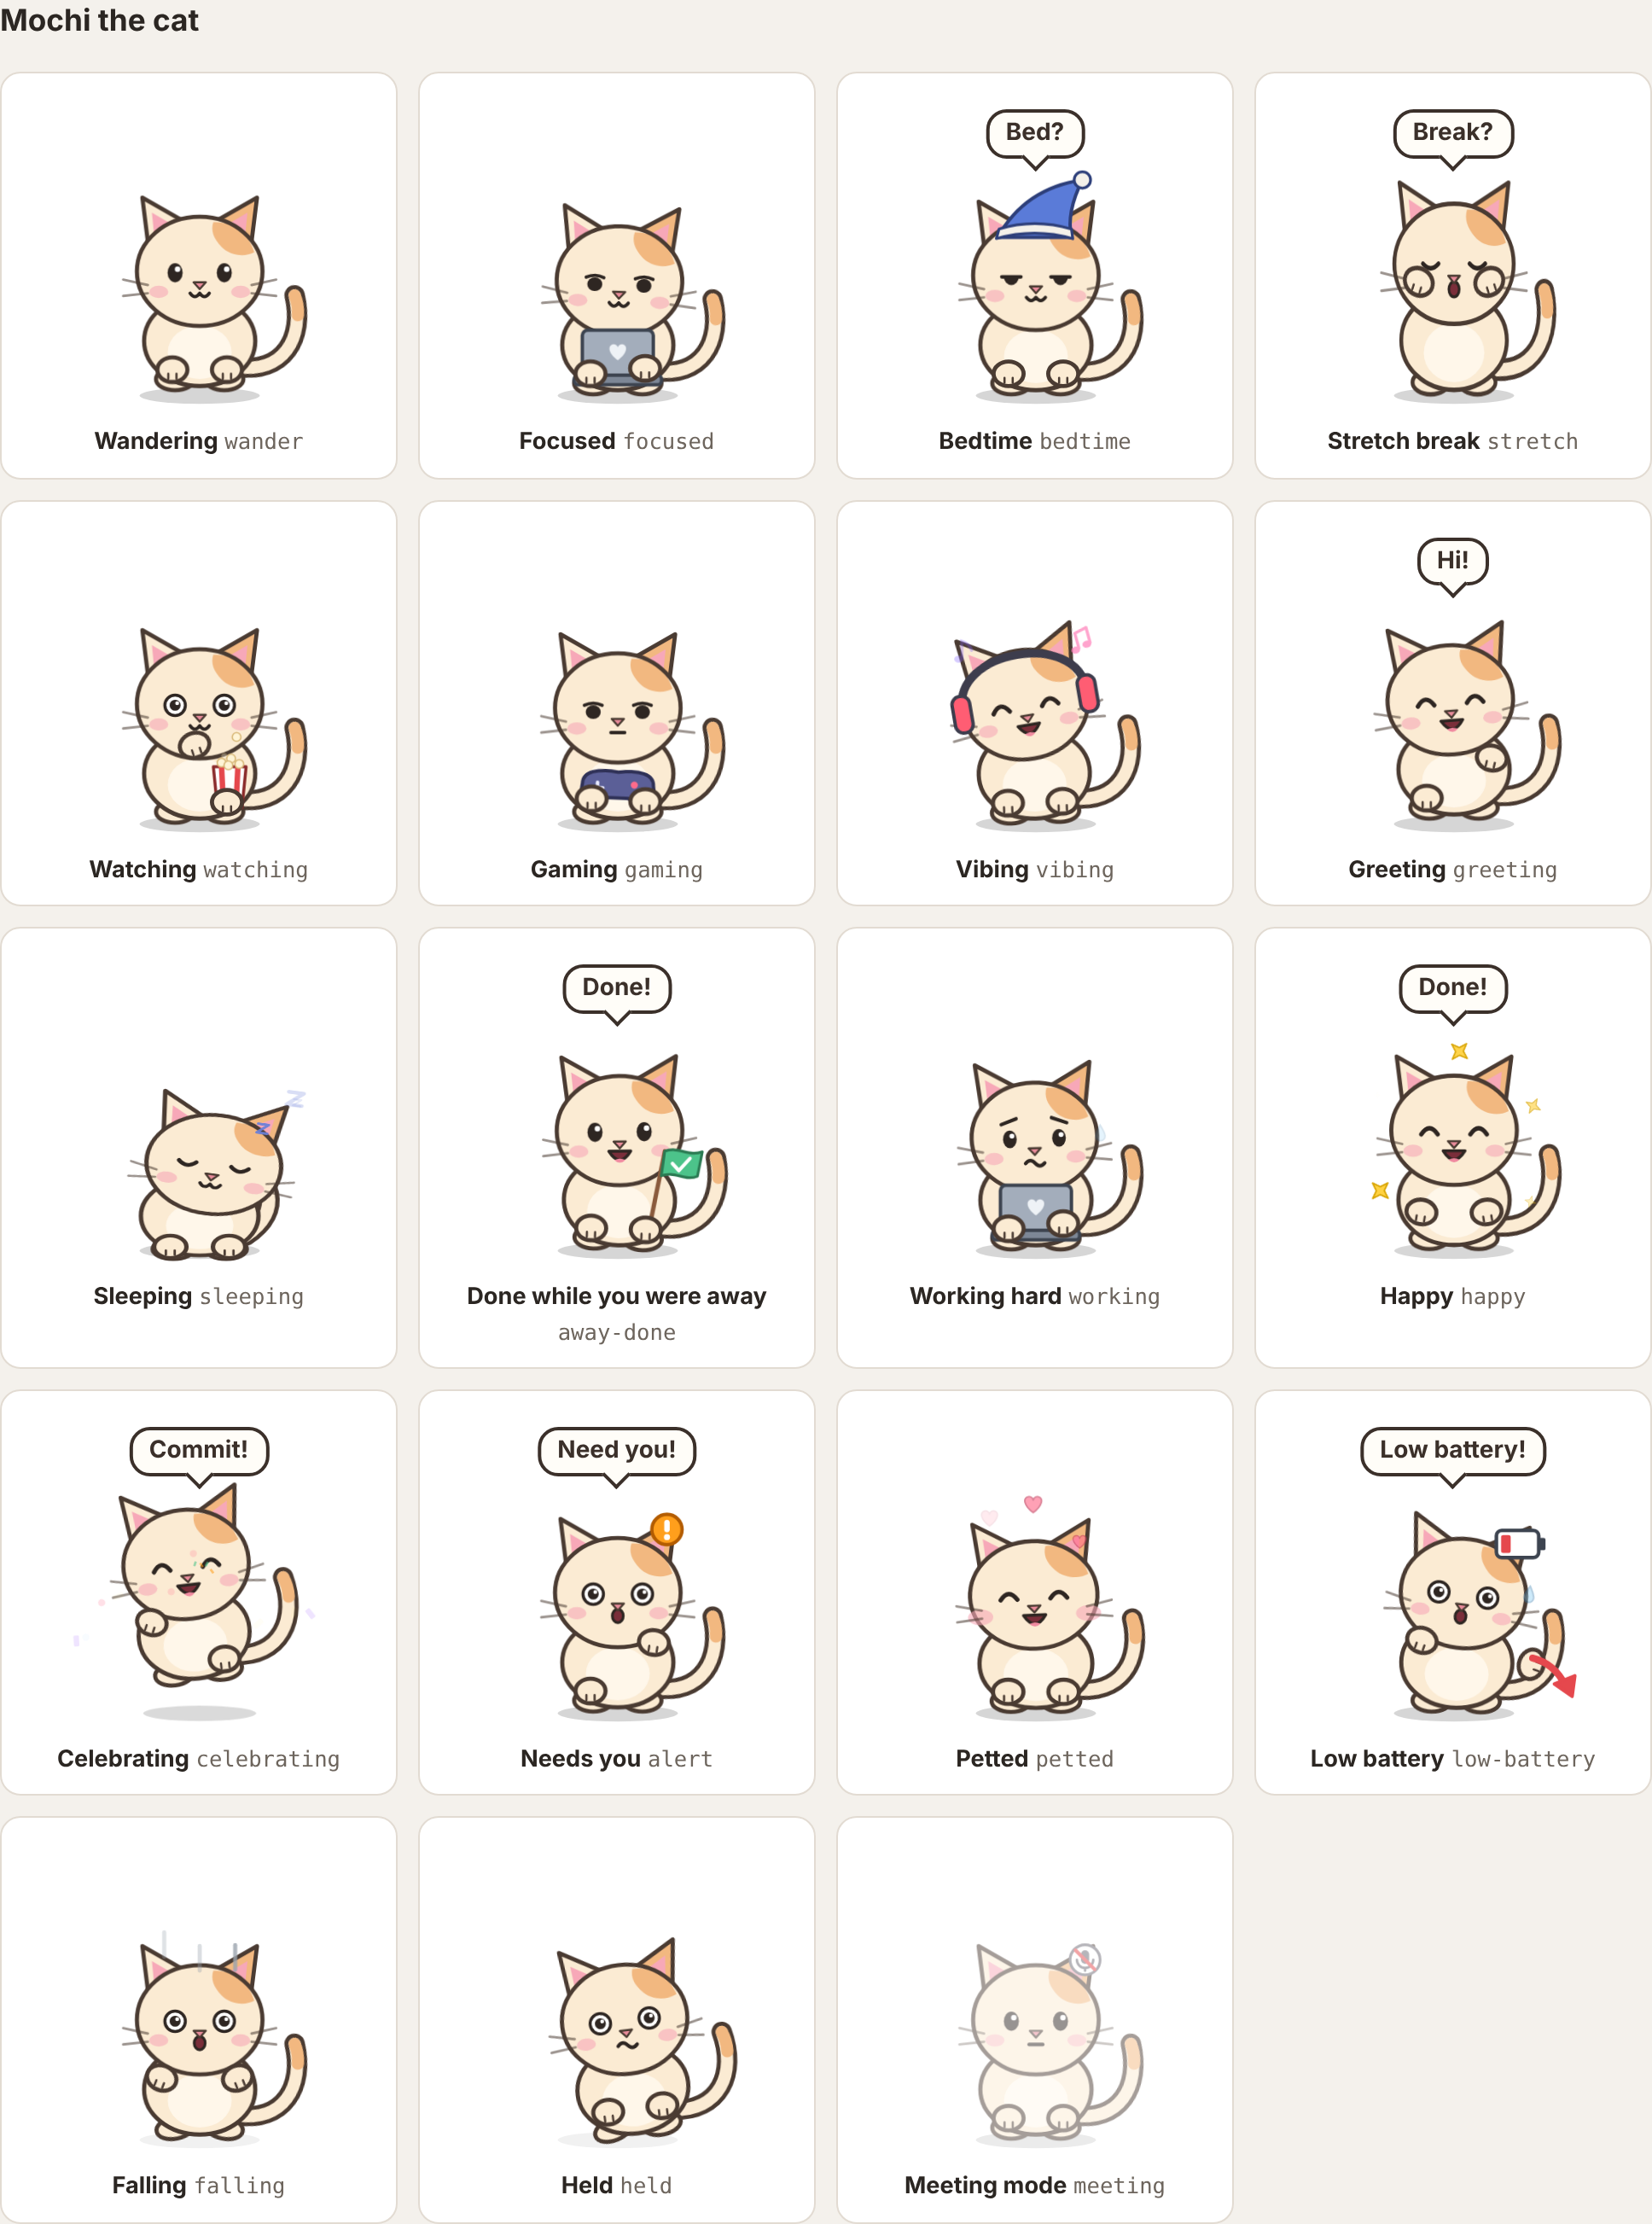 Mochi the cat
Bed?
Break?
Wandering wander
Focused focused
Bedtime bedtime
Stretch break stretch
Hi!
Watching watching
Gaming gaming
Vibing vibing
Greeting greeting
Done!
Done!
z
z
Sleeping sleeping
Done while you were away
away-done
Working hard working
Happy happy
Commit!
Need you!
Low battery!
!
Celebrating celebrating
Needs you alert
Petted petted
Low battery low-battery
Falling falling
Held held
Meeting mode meeting